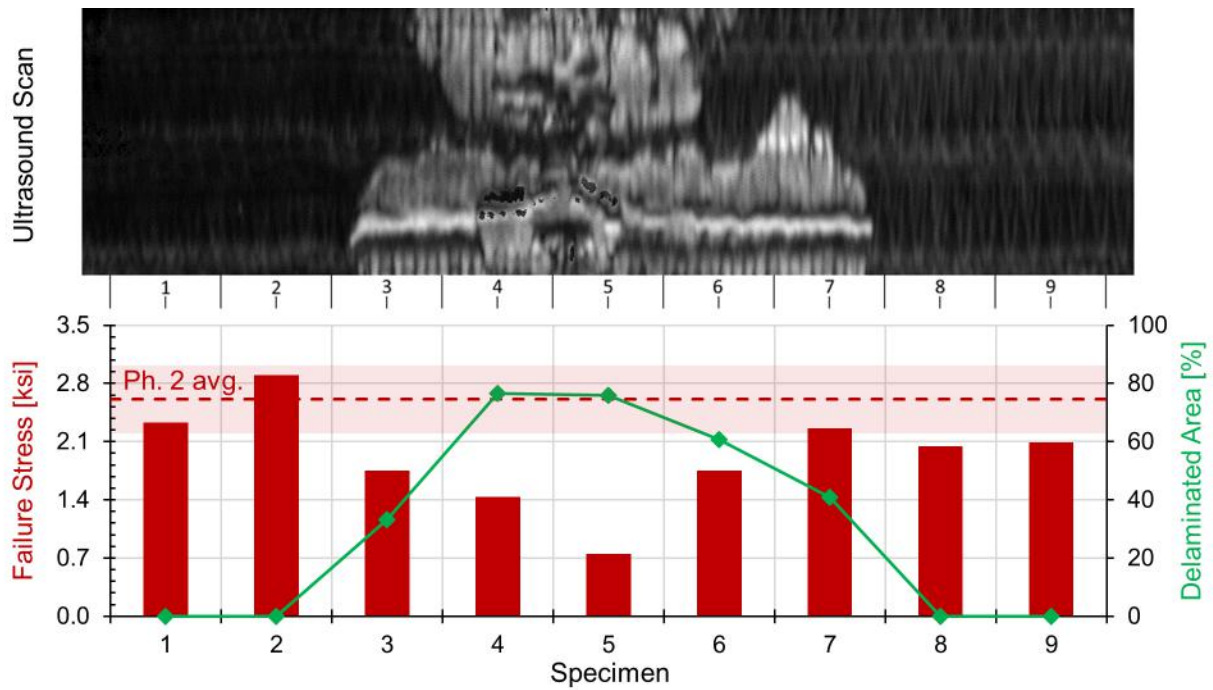 Ultrasound Scan
1 2 3 4 5 6 7 8 9
Failure Stress [ksi]
3.5
2.8
2.1
1.4
0.7
0.0
Ph. 2 avg.
100
80
60
40
20
0
Delaminated Area [%]
1 2 3 4 5 6 7 8 9
Specimen